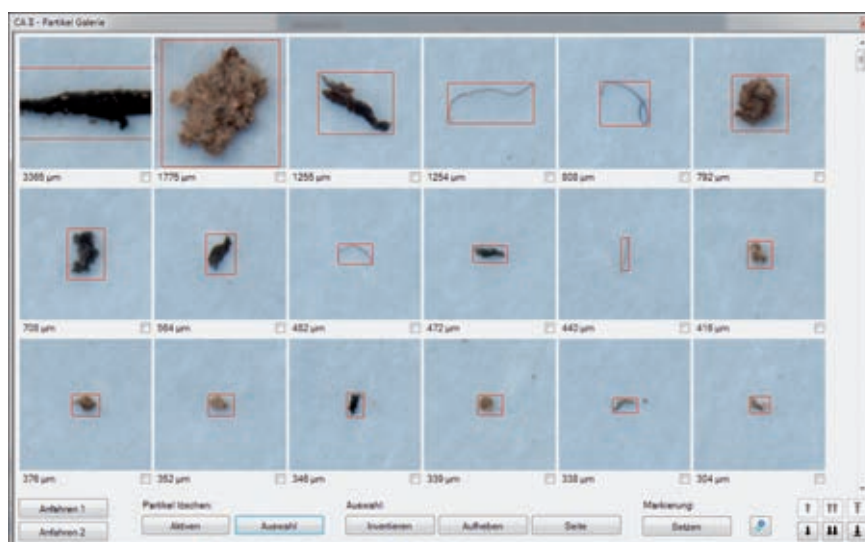 CA II - Partikel Galerie
3365 µm 1775 µm 1255 µm 1254 µm 808 µm 792 µm
708 µm 564 µm 482 µm 472 µm 440 µm 416 µm
376 µm 352 µm 346 µm 339 µm 338 µm 304 µm
Anfahren 1 Partikel löschen: Auswahl: Markierung:
Anfahren 2 Aktiven Auswahl Invertieren Aufheben Seite Setzen